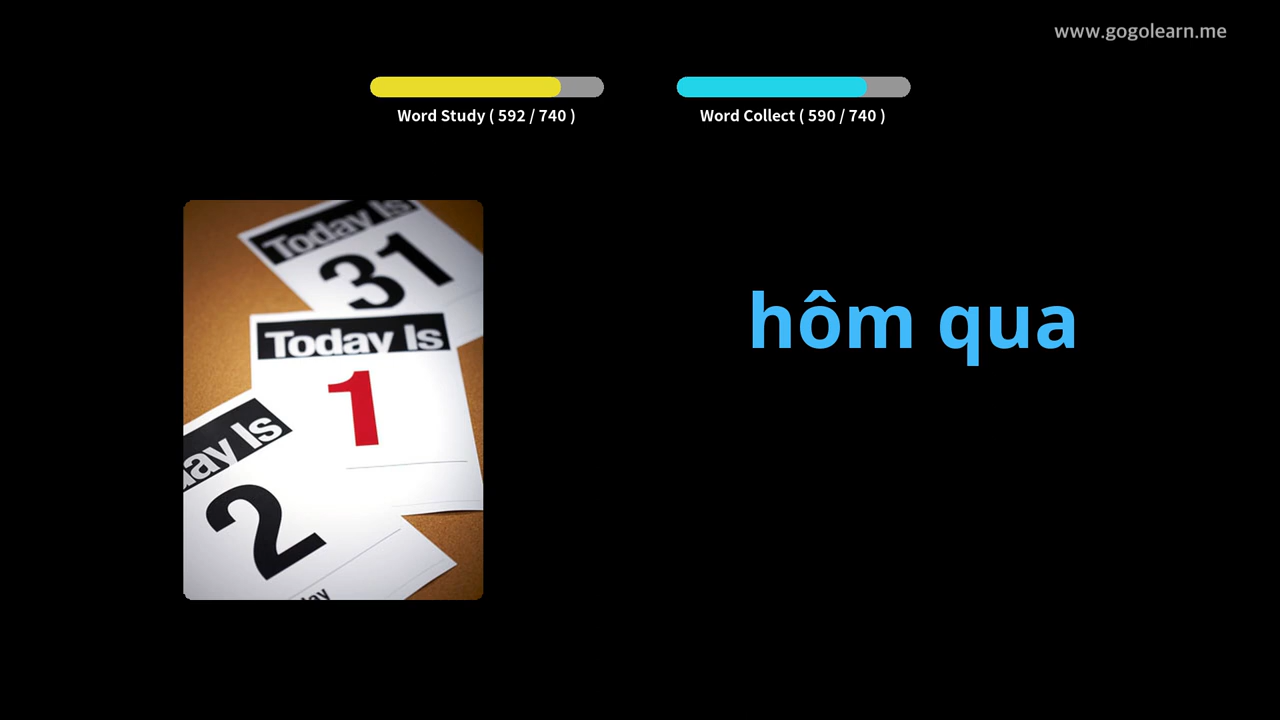 www.gogolearn.me
Word Study ( 592 / 740 )
Word Collect ( 590 / 740 )
Today Is
31
Today Is
1
ay Is
2
hôm qua